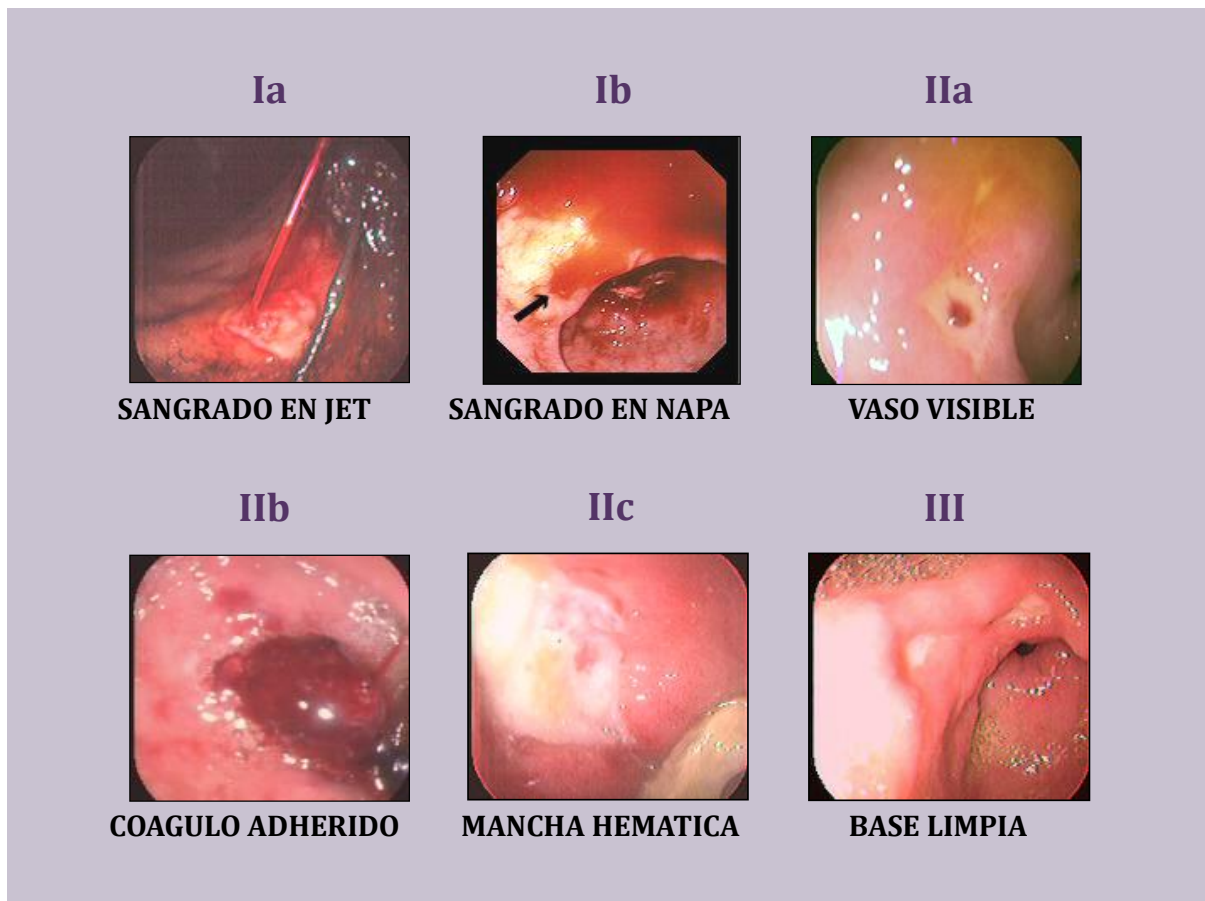 Ia
Ib
IIa
SANGRADO EN JET
SANGRADO EN NAPA
VASO VISIBLE
IIb
IIc
III
COAGULO ADHERIDO
MANCHA HEMATICA
BASE LIMPIA